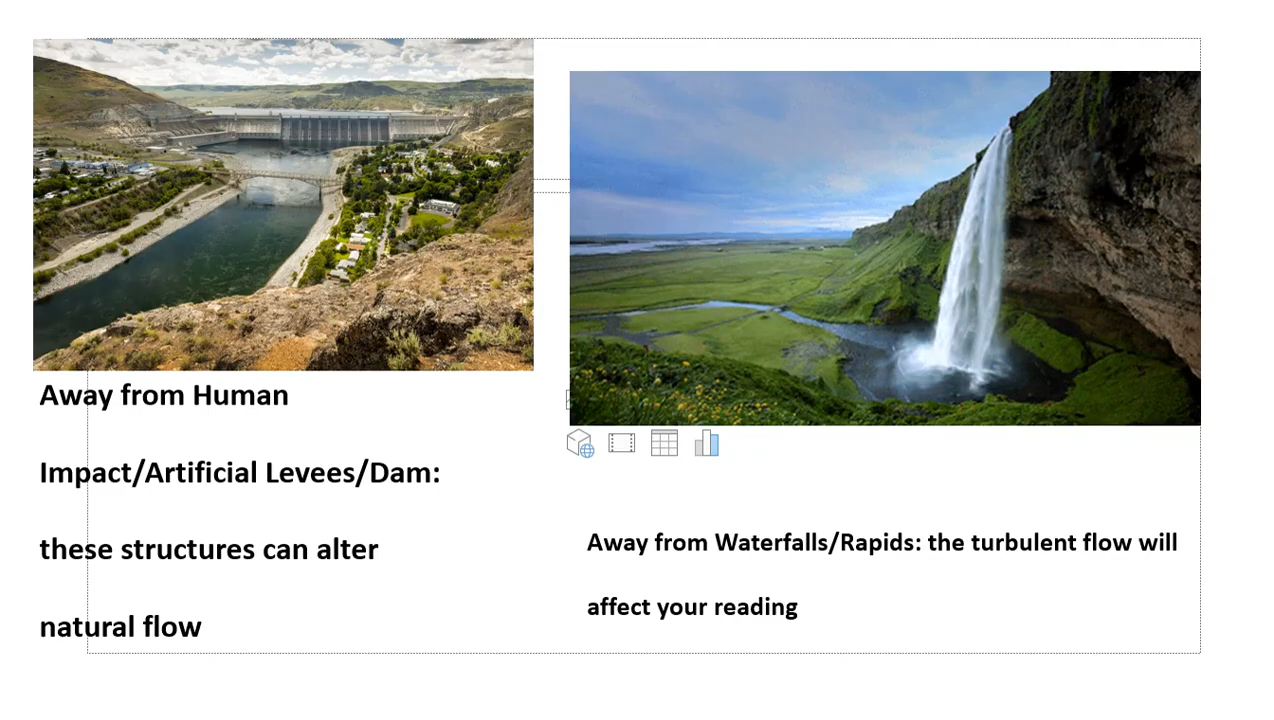 Away from Human
Impact/Artificial Levees/Dam:
these structures can alter
natural flow
Away from Waterfalls/Rapids: the turbulent flow will
affect your reading